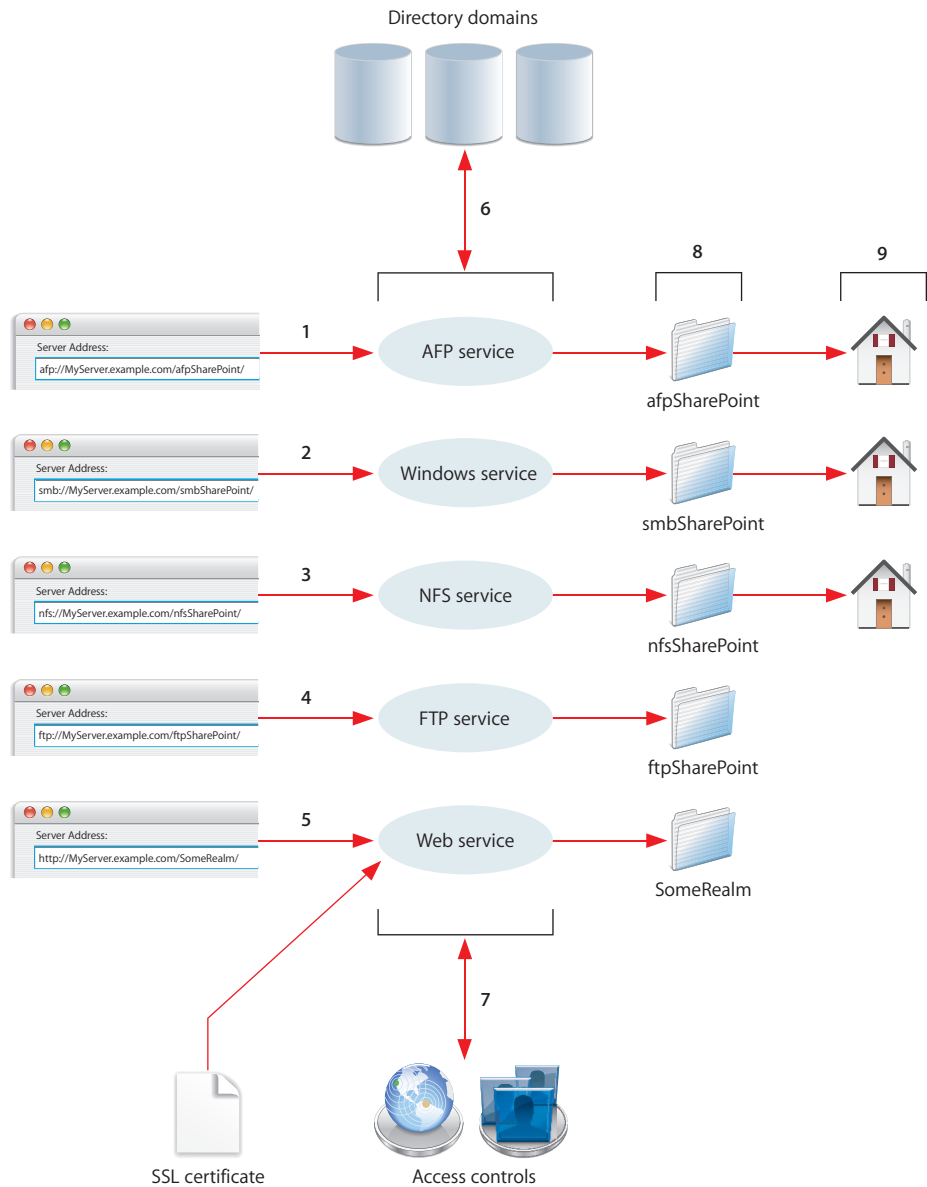 Directory domains
6
8
9
1
Server Address:
afp://MyServer.example.com/afpSharePoint/
AFP service
afpSharePoint
2
Server Address:
smb://MyServer.example.com/smbSharePoint/
Windows service
smbSharePoint
3
Server Address:
nfs://MyServer.example.com/nfsSharePoint/
NFS service
nfsSharePoint
4
Server Address:
ftp://MyServer.example.com/ftpSharePoint/
FTP service
ftpSharePoint
5
Server Address:
http://MyServer.example.com/SomeRealm/
Web service
SomeRealm
7
SSL certificate
Access controls